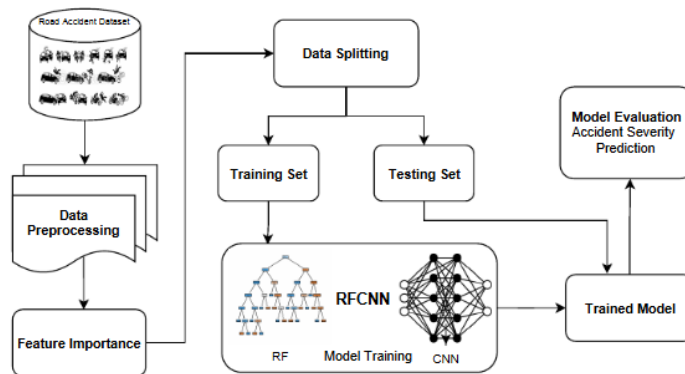 Road Accident Dataset
Data
Preprocessing
Feature Importance
Data Splitting
Training Set
Testing Set
RFCNN
RF
Model Training
CNN
Trained Model
Model Evaluation
Accident Severity
Prediction